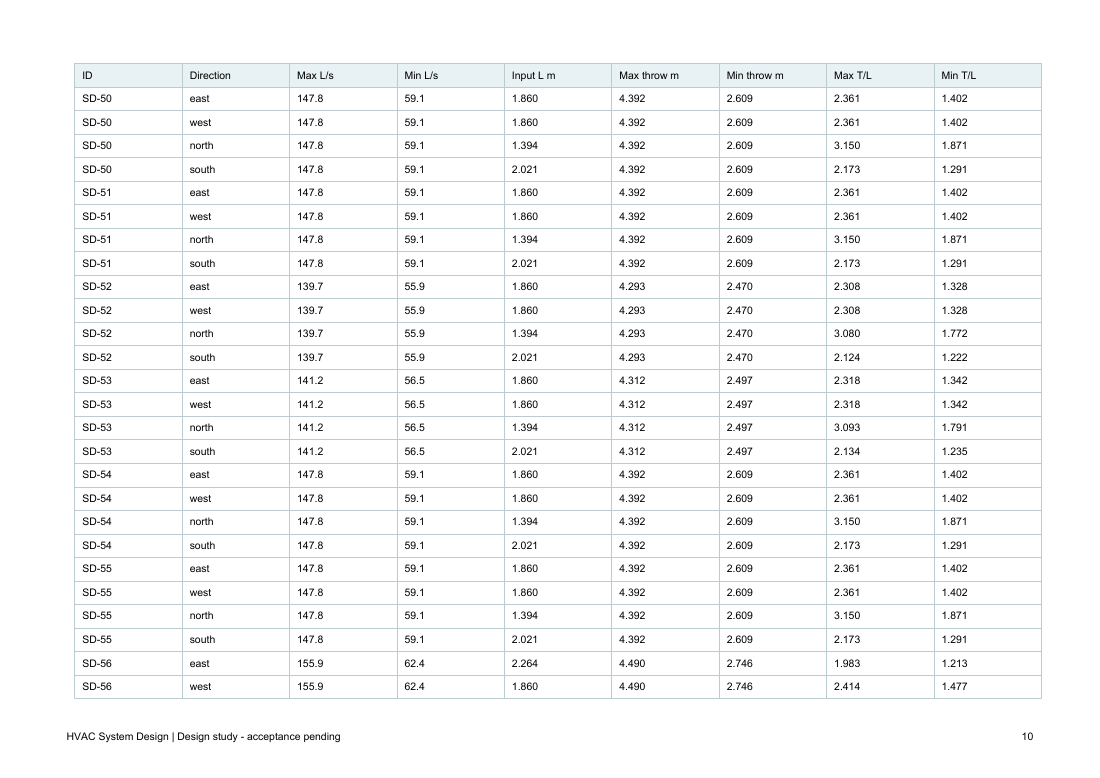 ID Direction Max L/s Min L/s Input L m Max throw m Min throw m Max T/L Min T/L
SD-50 east 147.8 59.1 1.860 4.392 2.609 2.361 1.402
SD-50 west 147.8 59.1 1.860 4.392 2.609 2.361 1.402
SD-50 north 147.8 59.1 1.394 4.392 2.609 3.150 1.871
SD-50 south 147.8 59.1 2.021 4.392 2.609 2.173 1.291
SD-51 east 147.8 59.1 1.860 4.392 2.609 2.361 1.402
SD-51 west 147.8 59.1 1.860 4.392 2.609 2.361 1.402
SD-51 north 147.8 59.1 1.394 4.392 2.609 3.150 1.871
SD-51 south 147.8 59.1 2.021 4.392 2.609 2.173 1.291
SD-52 east 139.7 55.9 1.860 4.293 2.470 2.308 1.328
SD-52 west 139.7 55.9 1.860 4.293 2.470 2.308 1.328
SD-52 north 139.7 55.9 1.394 4.293 2.470 3.080 1.772
SD-52 south 139.7 55.9 2.021 4.293 2.470 2.124 1.222
SD-53 east 141.2 56.5 1.860 4.312 2.497 2.318 1.342
SD-53 west 141.2 56.5 1.860 4.312 2.497 2.318 1.342
SD-53 north 141.2 56.5 1.394 4.312 2.497 3.093 1.791
SD-53 south 141.2 56.5 2.021 4.312 2.497 2.134 1.235
SD-54 east 147.8 59.1 1.860 4.392 2.609 2.361 1.402
SD-54 west 147.8 59.1 1.860 4.392 2.609 2.361 1.402
SD-54 north 147.8 59.1 1.394 4.392 2.609 3.150 1.871
SD-54 south 147.8 59.1 2.021 4.392 2.609 2.173 1.291
SD-55 east 147.8 59.1 1.860 4.392 2.609 2.361 1.402
SD-55 west 147.8 59.1 1.860 4.392 2.609 2.361 1.402
SD-55 north 147.8 59.1 1.394 4.392 2.609 3.150 1.871
SD-55 south 147.8 59.1 2.021 4.392 2.609 2.173 1.291
SD-56 east 155.9 62.4 2.264 4.490 2.746 1.983 1.213
SD-56 west 155.9 62.4 1.860 4.490 2.746 2.414 1.477
HVAC System Design | Design study - acceptance pending 10